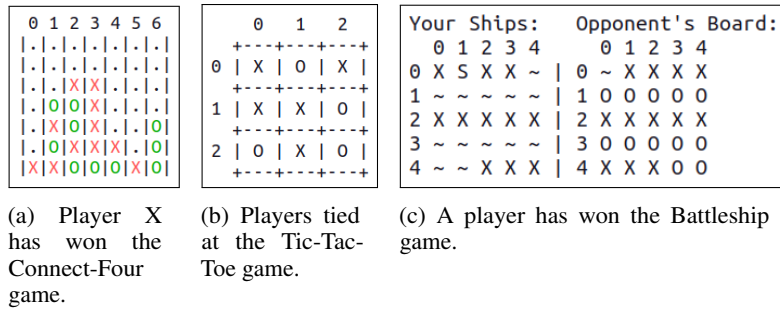 0 1 2 3 4 5 6
|.|.|.|.|.|.|.|
|.|.|.|.|.|.|.|
|.|.|X|X|.|.|.|
|.|O|O|X|.|.|.|
|.|X|O|X|.|.|O|
|.|O|X|X|X|.|O|
|X|X|O|O|O|X|O|
(a) Player X
has won the
Connect-Four
game.
0 1 2
+---+---+---+
0 | X | O | X |
+---+---+---+
1 | X | X | O |
+---+---+---+
2 | O | X | O |
+---+---+---+
(b) Players tied
at the Tic-Tac-
Toe game.
Your Ships: Opponent's Board:
0 1 2 3 4 0 1 2 3 4
0 X S X X ~ | 0 ~ X X X X
1 ~ ~ ~ ~ ~ | 1 O O O O O
2 X X X X X | 2 X X X X X
3 ~ ~ ~ ~ ~ | 3 O O O O O
4 ~ ~ X X X | 4 X X X O O
(c) A player has won the Battleship
game.